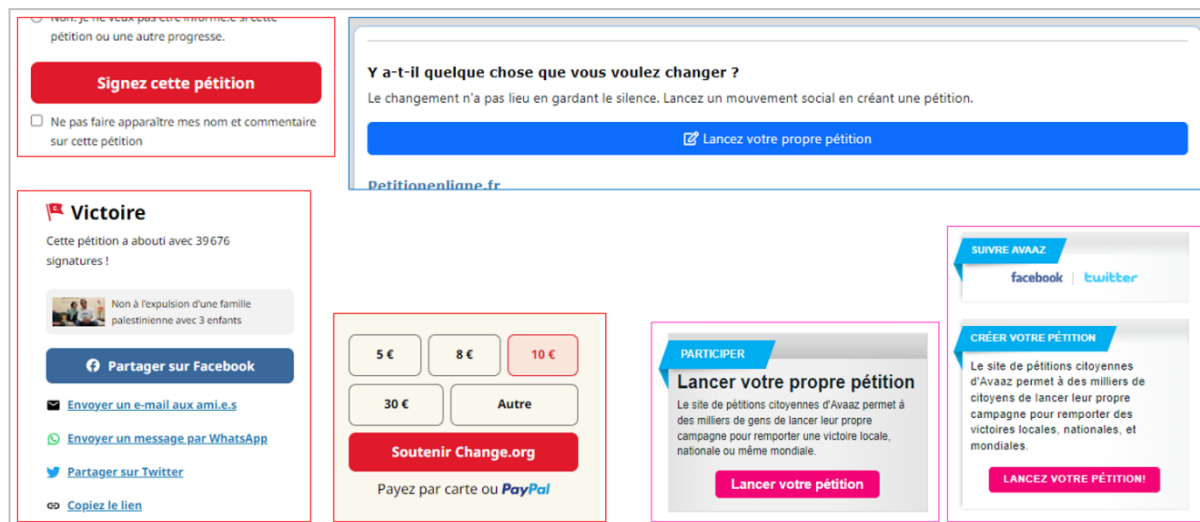 Non. Je ne veux pas être informé.e si cette
pétition ou une autre progresse.
Signez cette pétition
Ne pas faire apparaître mes nom et commentaire
sur cette pétition
Y a-t-il quelque chose que vous voulez changer ?
Le changement n'a pas lieu en gardant le silence. Lancez un mouvement social en créant une pétition.
Lancez votre propre pétition
Petitionenligne.fr
Victoire
Cette pétition a abouti avec 39 676
signatures !
Non à l'expulsion d'une famille
palestinienne avec 3 enfants
Partager sur Facebook
Envoyer un e-mail aux ami.e.s
Envoyer un message par WhatsApp
Partager sur Twitter
Copiez le lien
5 €
8 €
10 €
30 €
Autre
Soutenir Change.org
Payez par carte ou PayPal
PARTICIPER
Lancer votre propre pétition
Le site de pétitions citoyennes d'Avaaz permet à
des milliers de gens de lancer leur propre
campagne pour remporter une victoire locale,
nationale ou même mondiale.
Lancer votre pétition
SUIVRE AVAAZ
facebook
twitter
CRÉER VOTRE PÉTITION
Le site de pétitions citoyennes
d'Avaaz permet à des milliers de
citoyens de lancer leur propre
campagne pour remporter des
victoires locales, nationales, et
mondiales.
LANCEZ VOTRE PÉTITION!